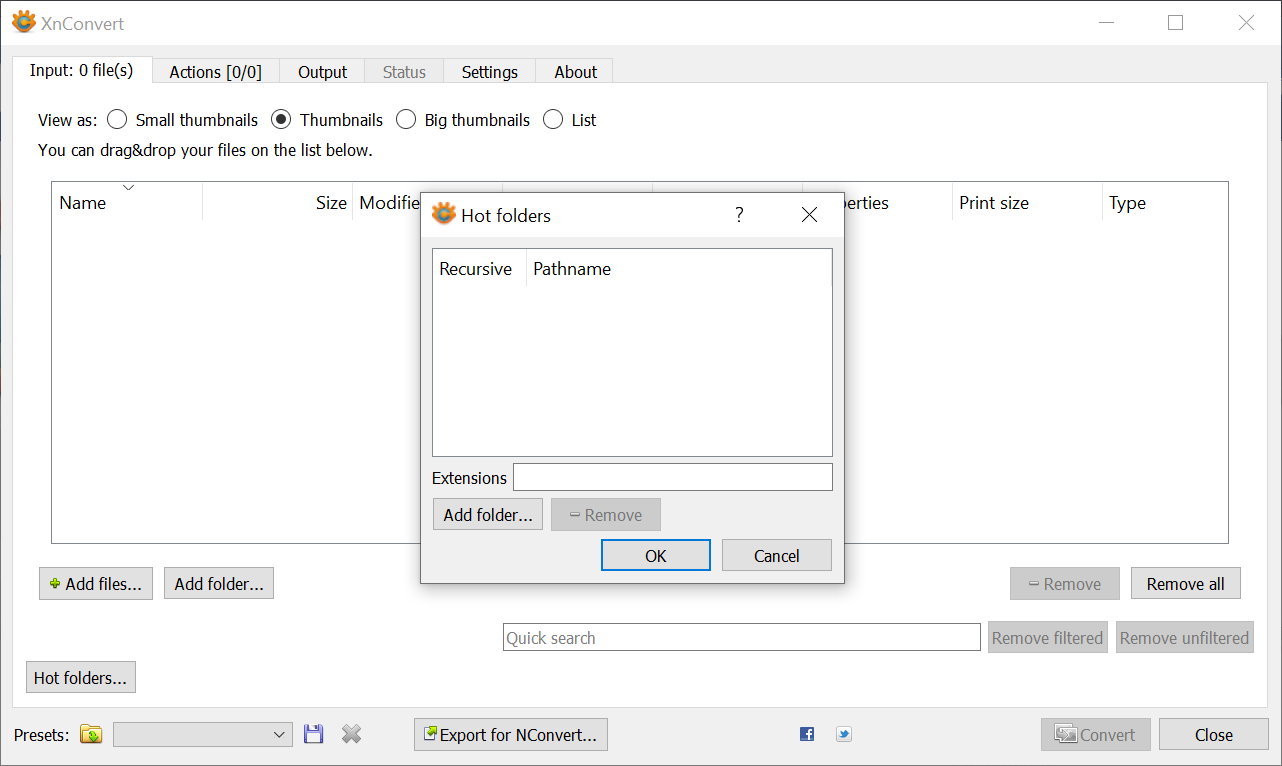 XnConvert
Input: 0 file(s) Actions [0/0] Output Status Settings About
View as: Small thumbnails Thumbnails Big thumbnails List
You can drag&drop your files on the list below.
Name Size Print size Type
Hot folders ?
Recursive Pathname
Extensions
Add folder... Remove
OK Cancel
Add files... Add folder... Remove Remove all
Quick search Remove filtered Remove unfiltered
Hot folders...
Presets: Export for NConvert... Convert Close